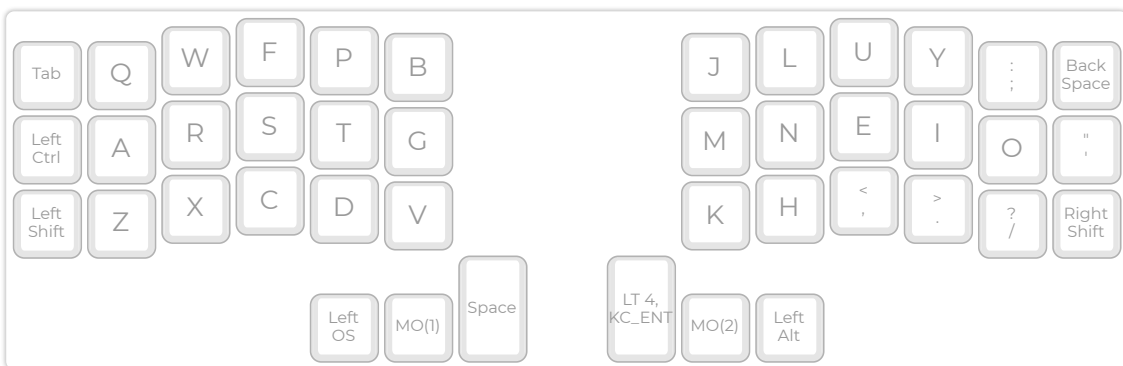 Tab Q W F P B J L U Y : Back
; Space
Left
Ctrl A R S T G M N E I O "
'
Left
Shift Z X C D V K H < > ? Right
, . / Shift
Left
OS MO(1) Space LT 4,
KC_ENT MO(2) Left
Alt